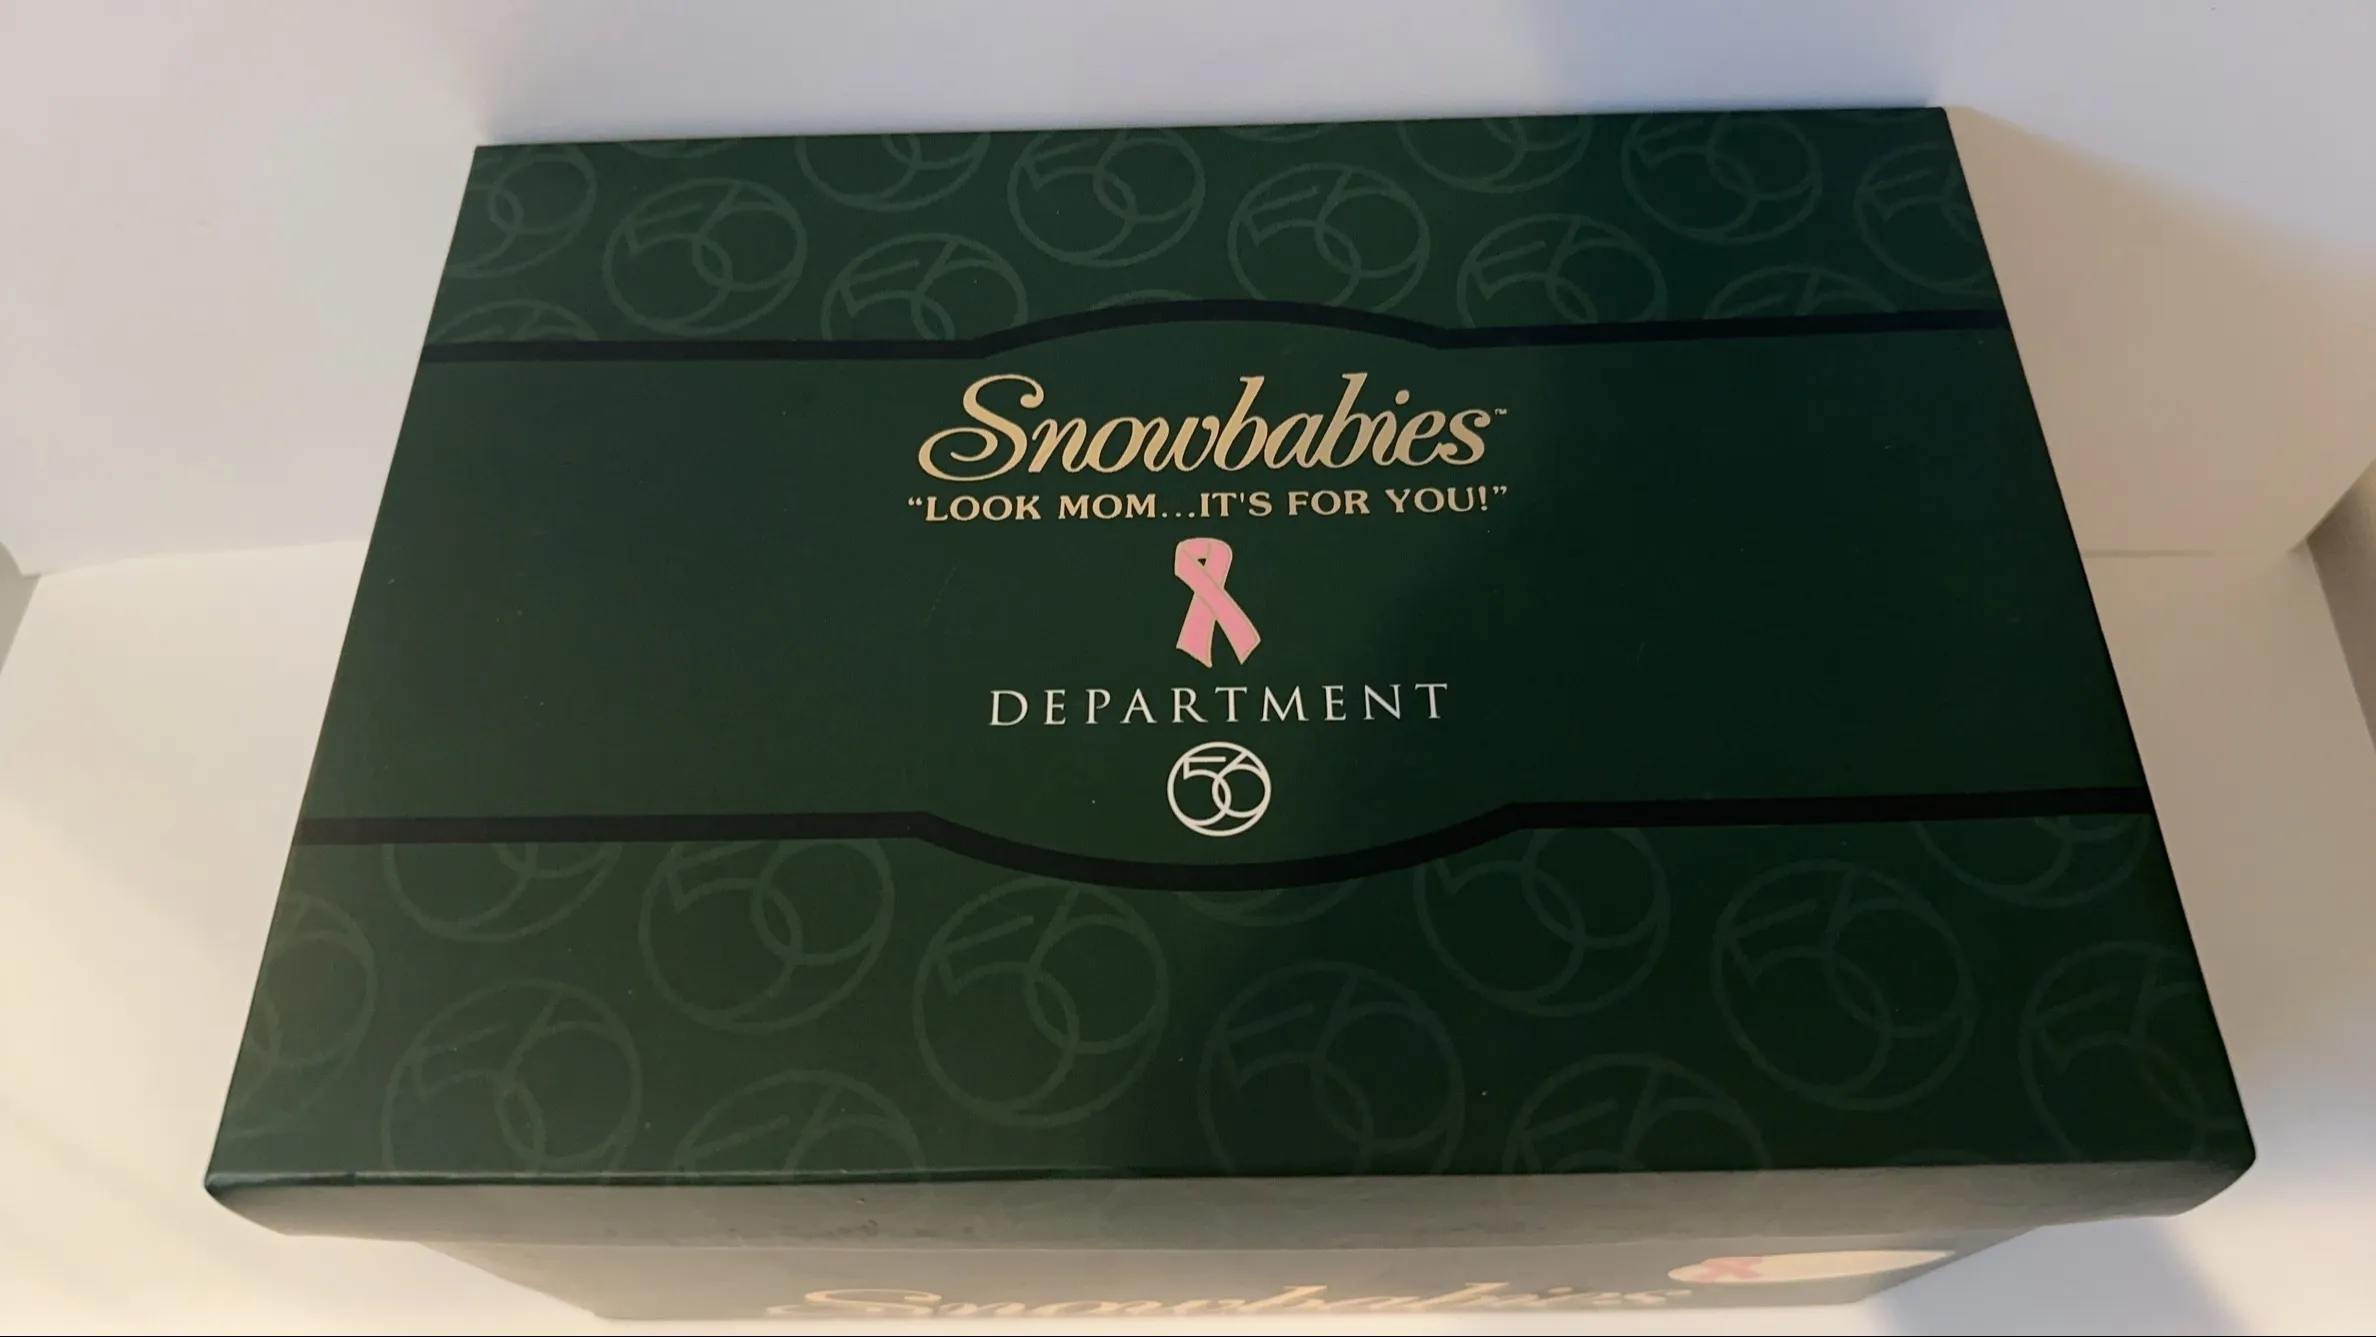 Snowbabies™
“LOOK MOM...IT'S FOR YOU!”
DEPARTMENT
56
Snowbabies